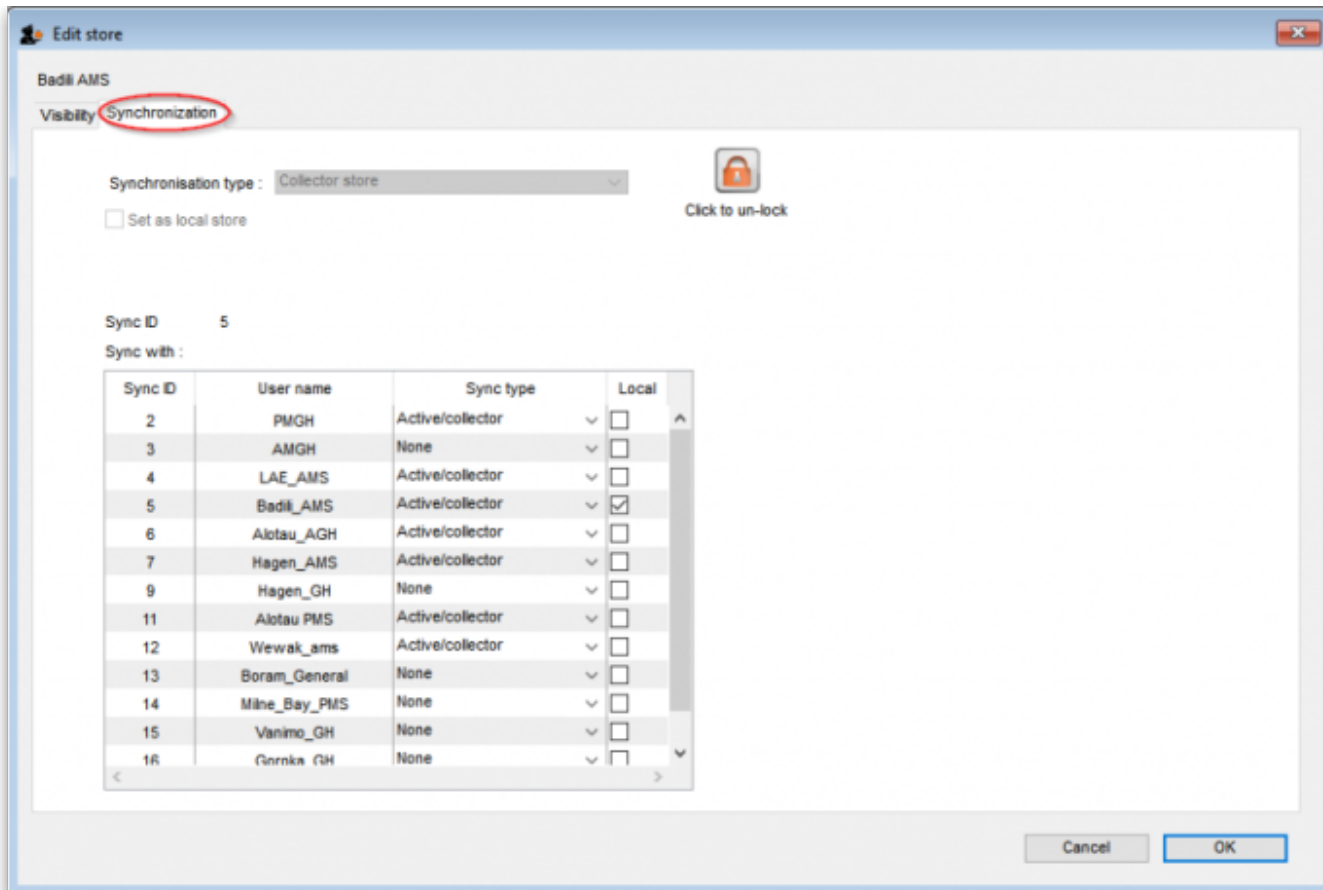 Edit store
Badili AMS
Visibility Synchronization
Synchronisation type : Collector store
Click to un-lock
Set as local store
Sync ID 5
Sync with :
Sync ID User name Sync type Local
2 PMGH Active/collector
3 AMGH None
4 LAE_AMS Active/collector
5 Badili_AMS Active/collector
6 Alotau_AGH Active/collector
7 Hagen_AMS Active/collector
9 Hagen_GH None
11 Alotau PMS Active/collector
12 Wewak_ams Active/collector
13 Boram_General None
14 Milne_Bay_PMS None
15 Vanimo_GH None
16 GH None
Cancel OK